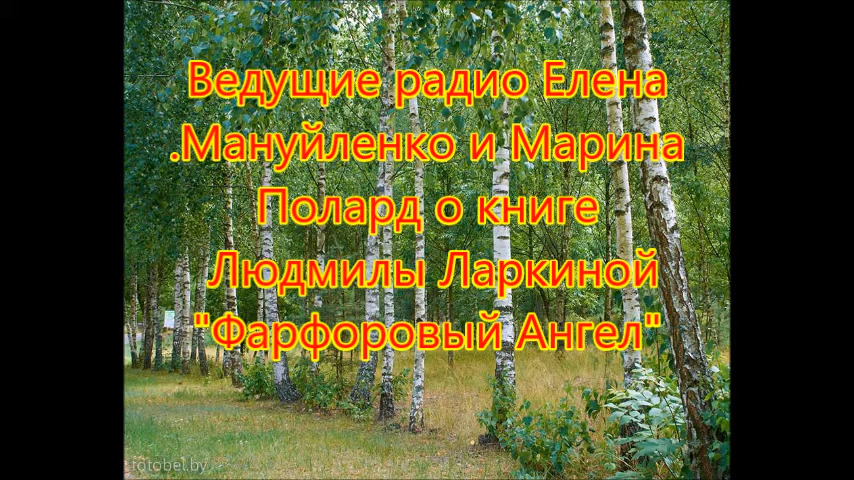 Ведущие радио Елена
.Мануйленко и Марина
Полард о книге
Людмилы Ларкиной
"Фарфоровый Ангел"
fotobel.by